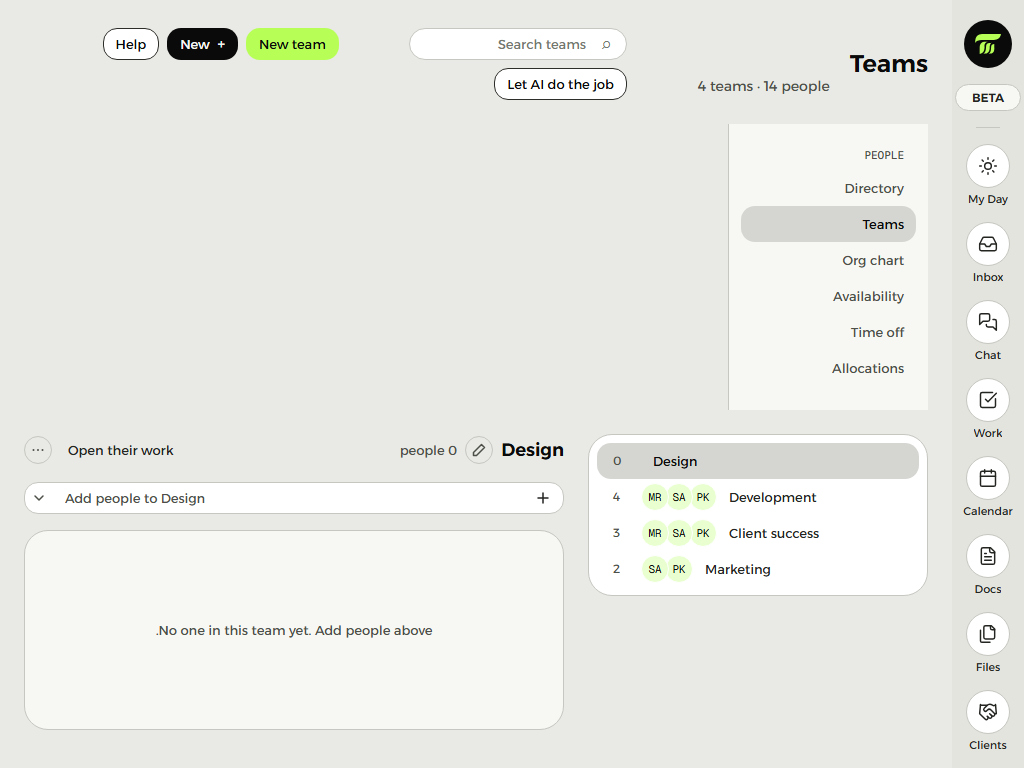 Teams
4 teams · 14 people
Search teams
Let AI do the job
New team
New +
Help
BETA
My Day
Inbox
Chat
Work
Calendar
Docs
Files
Clients
PEOPLE
Directory
Teams
Org chart
Availability
Time off
Allocations
0 Design
4 MR SA PK Development
3 MR SA PK Client success
2 SA PK Marketing
Design
people 0
Open their work
Add people to Design
.No one in this team yet. Add people above